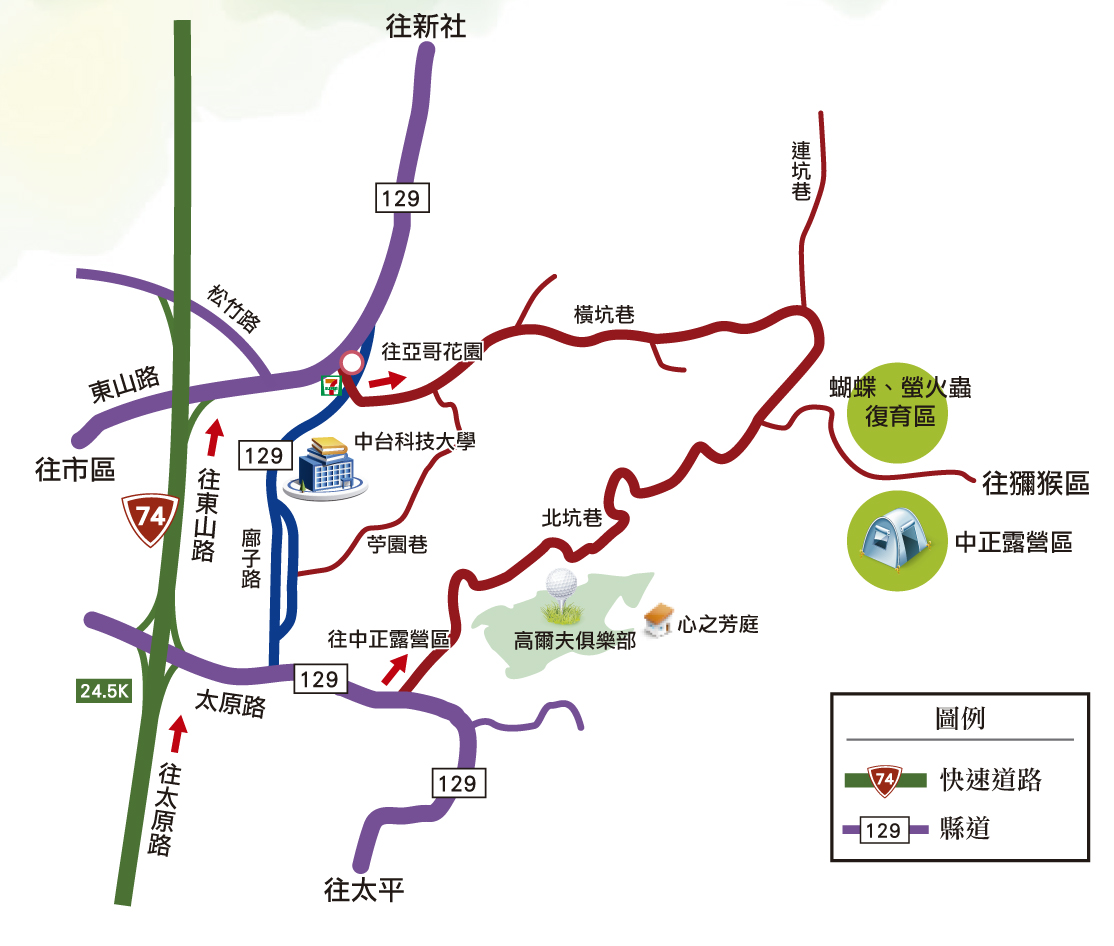 往新社
129
連坑巷
松竹路
橫坑巷
往亞哥花園
東山路
7
蝴蝶、螢火蟲
復育區
中台科技大學
129
往市區
往東山路
往獼猴區
74
北坑巷
廍子路
苧園巷
中正露營區
心之芳庭
往中正露營區
高爾夫俱樂部
129
24.5K
太原路
往太原路
129
往太平
圖例
74
快速道路
129
縣道